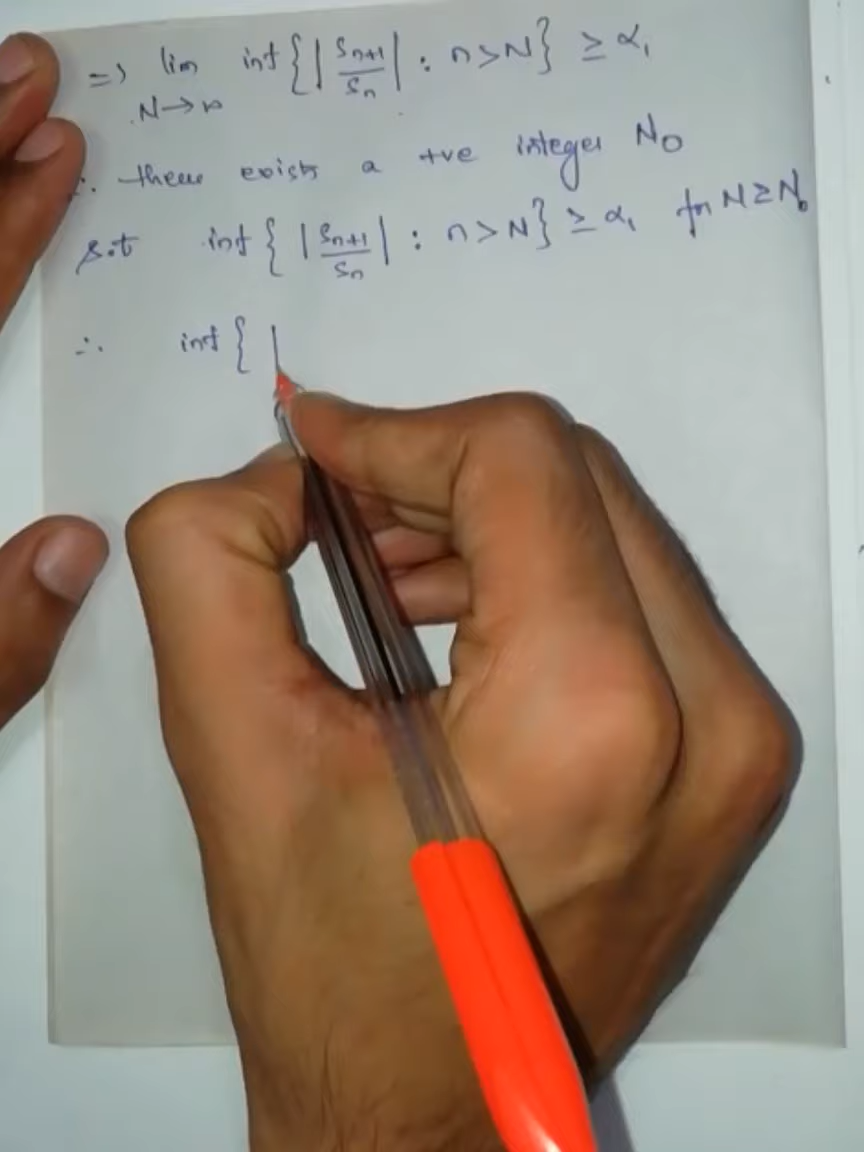 => lim inf { | Sn+1 / Sn | : n > N } ≥ α1
N → ∞
∴ there exists a +ve integer N0
s.t inf { | Sn+1 / Sn | : n > N } ≥ α1 for N ≥ N0
∴ inf { |